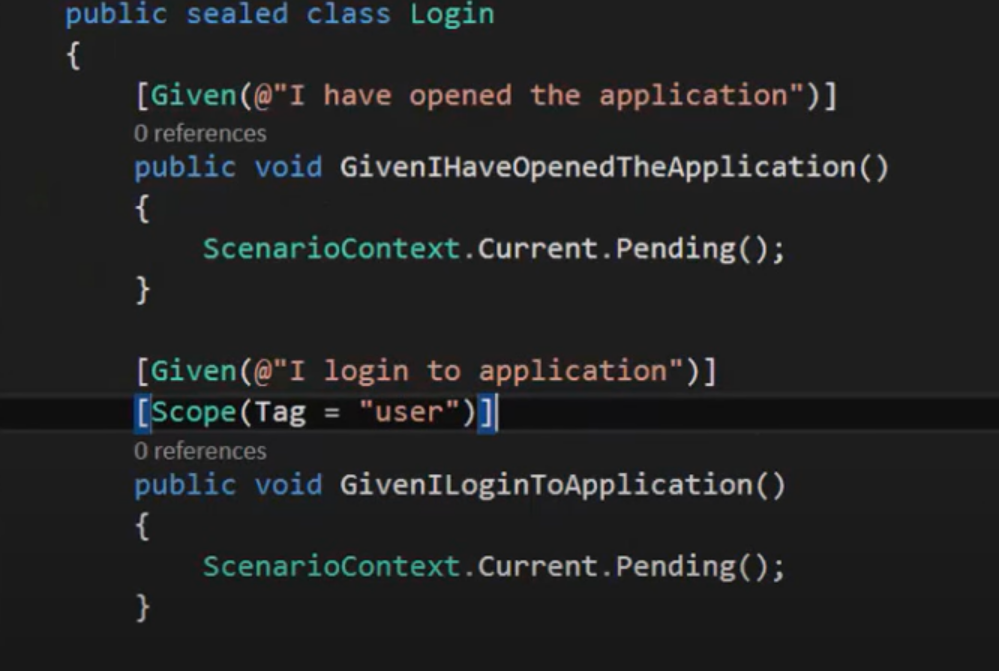 public sealed class Login
{
[Given(@"I have opened the application")]
0 references
public void GivenIHaveOpenedTheApplication()
{
ScenarioContext.Current.Pending();
}
[Given(@"I login to application")]
[Scope(Tag = "user")]
0 references
public void GivenILoginToApplication()
{
ScenarioContext.Current.Pending();
}